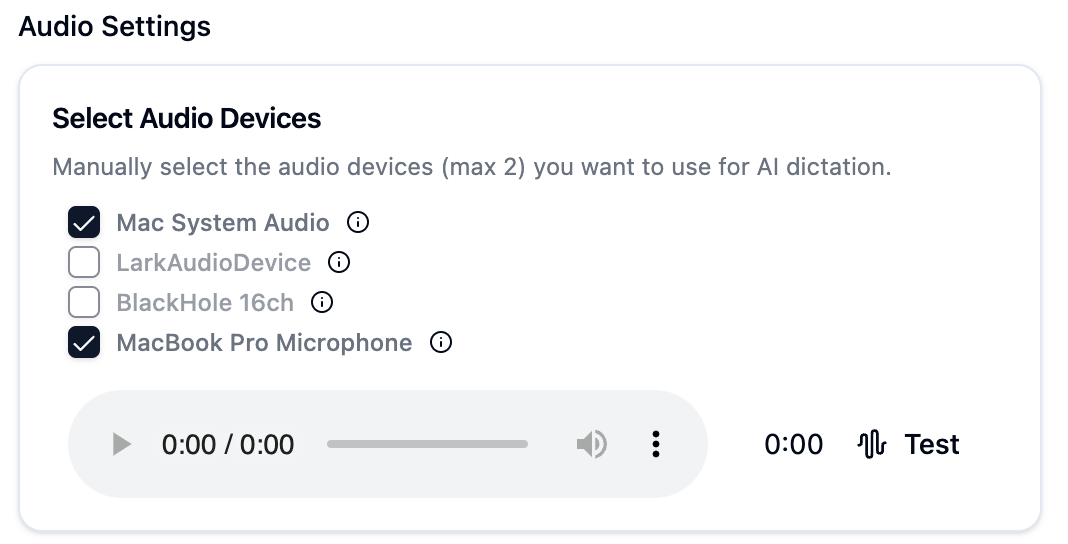 Audio Settings
Select Audio Devices
Manually select the audio devices (max 2) you want to use for AI dictation.
Mac System Audio
LarkAudioDevice
BlackHole 16ch
MacBook Pro Microphone
0:00 / 0:00 0:00 Test